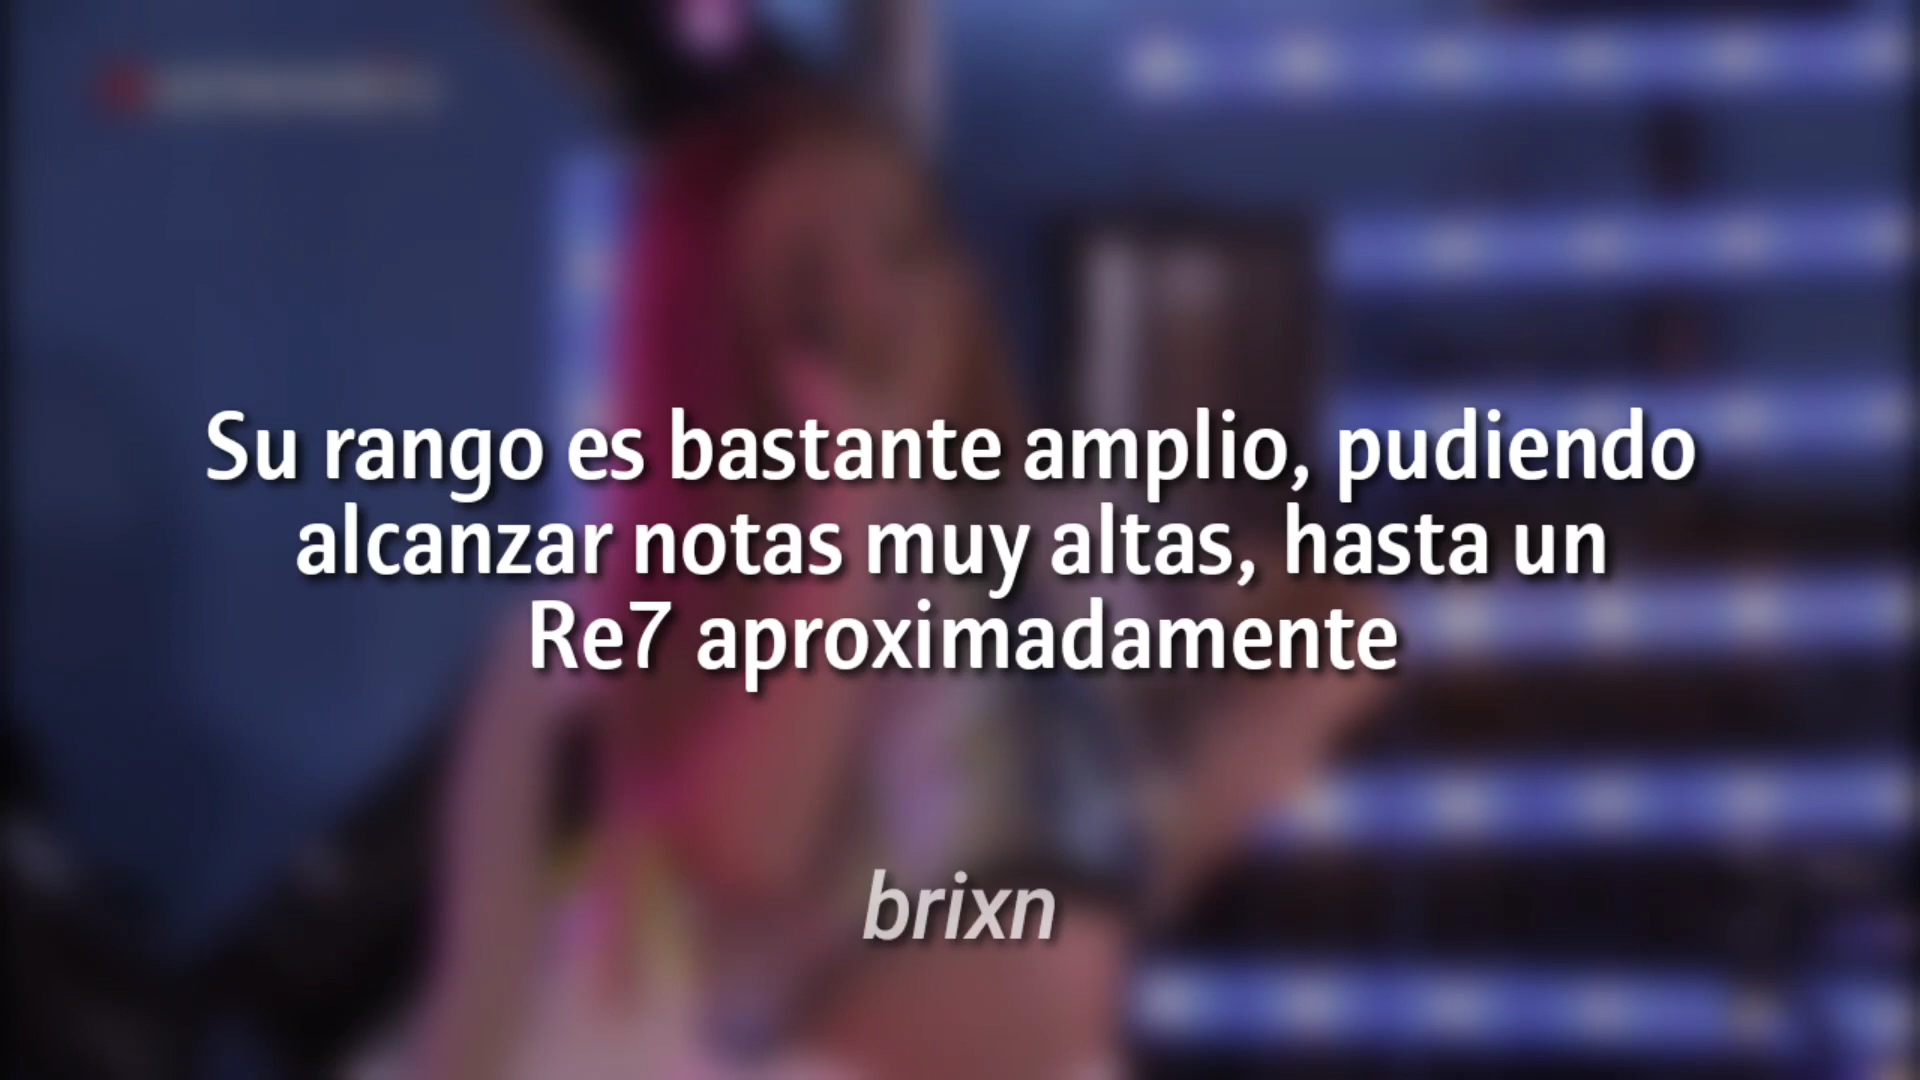 Su rango es bastante amplio, pudiendo
alcanzar notas muy altas, hasta un
Re7 aproximadamente
brixn